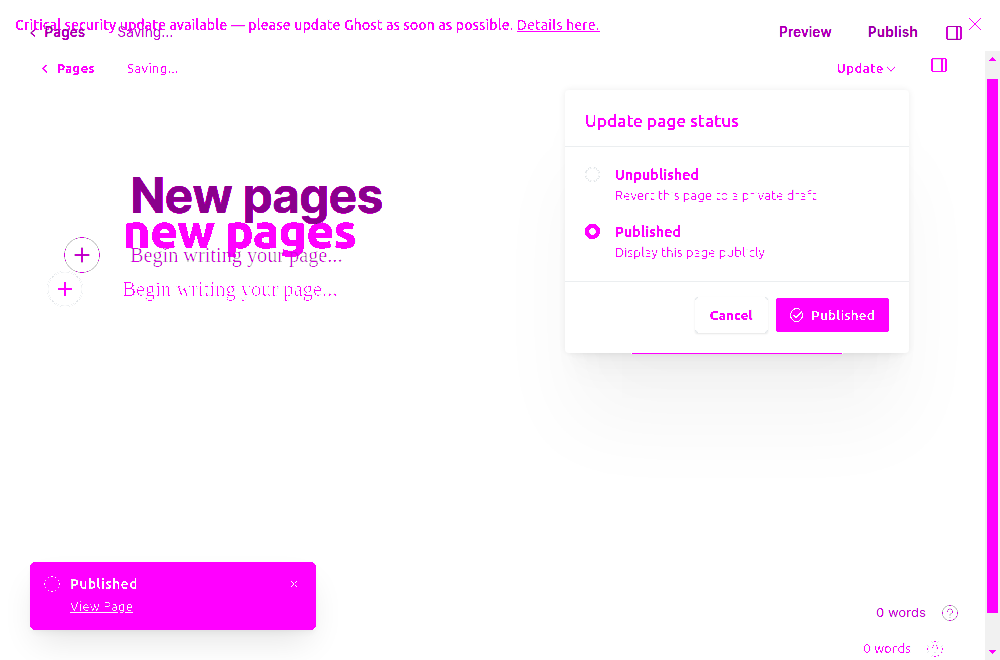 Critical security update available — please update Ghost as soon as possible. Details here.
Pages Saving... Preview Publish
Pages Saving... Update
Update page status
Unpublished
Revert this page to a private draft
Published
Display this page publicly
Cancel Published
New pages
new pages
Begin writing your page...
Begin writing your page...
Published
View Page
0 words
0 words